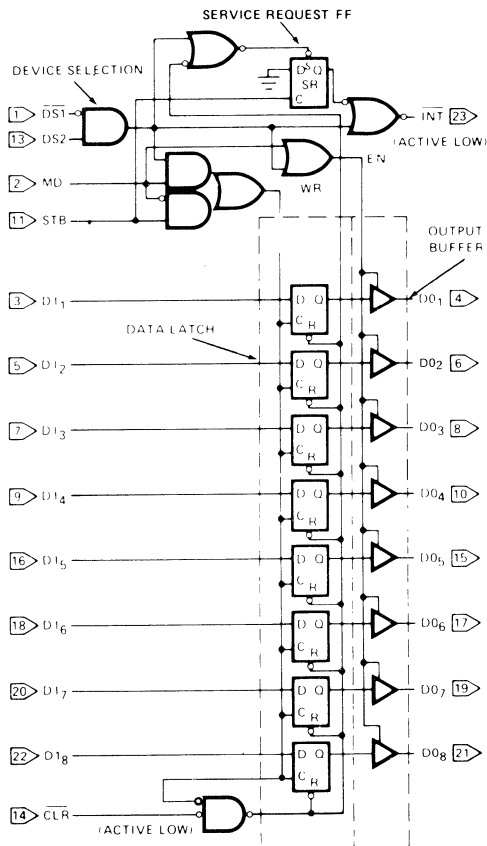 SERVICE REQUEST FF
DEVICE SELECTION
D S Q
SR
C
1 DS1
13 DS2
INT 23
(ACTIVE LOW)
2 MD
EN
WR
11 STB
OUTPUT
BUFFER
3 DI1 D Q C R DO1 4
DATA LATCH
5 DI2 D Q C R DO2 6
7 DI3 D Q C R DO3 8
9 DI4 D Q C R DO4 10
16 DI5 D Q C R DO5 15
18 DI6 D Q C R DO6 17
20 DI7 D Q C R DO7 19
22 DI8 D Q C R DO8 21
14 CLR
(ACTIVE LOW)